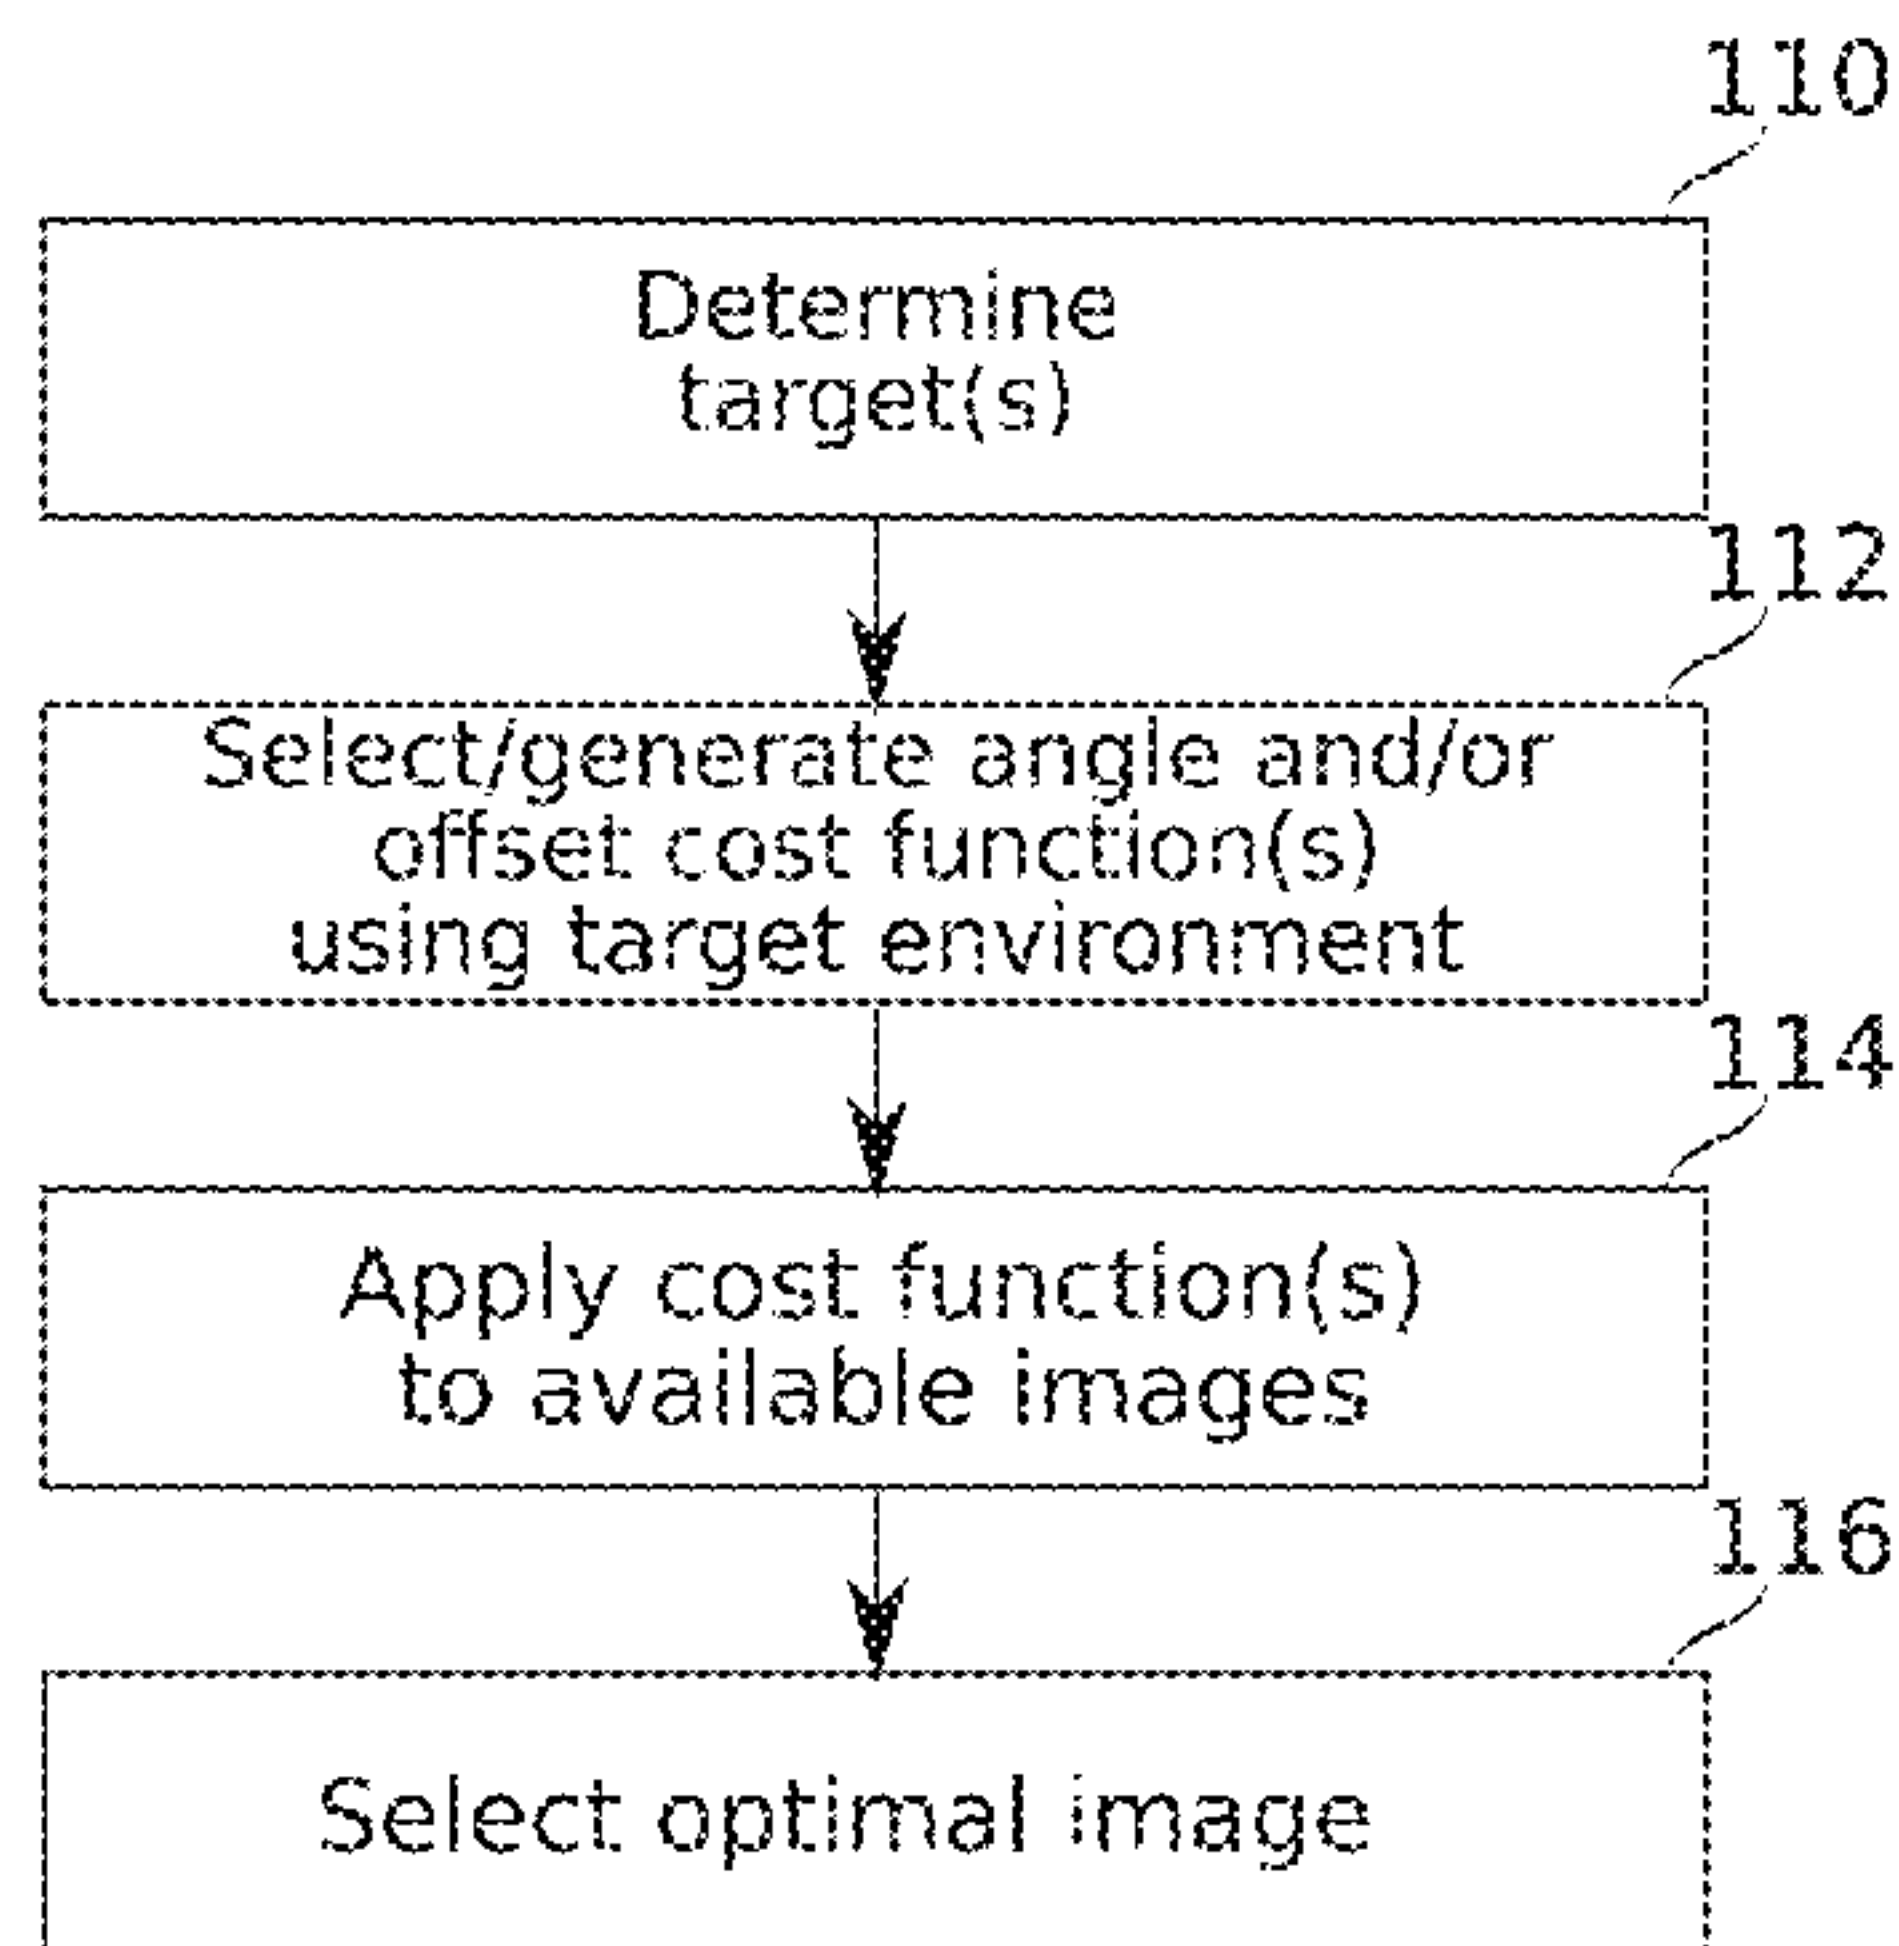 110
Determine
target(s)
112
Select/generate angle and/or
offset cost function(s)
using target environment
114
Apply cost function(s)
to available images
116
Select optimal image